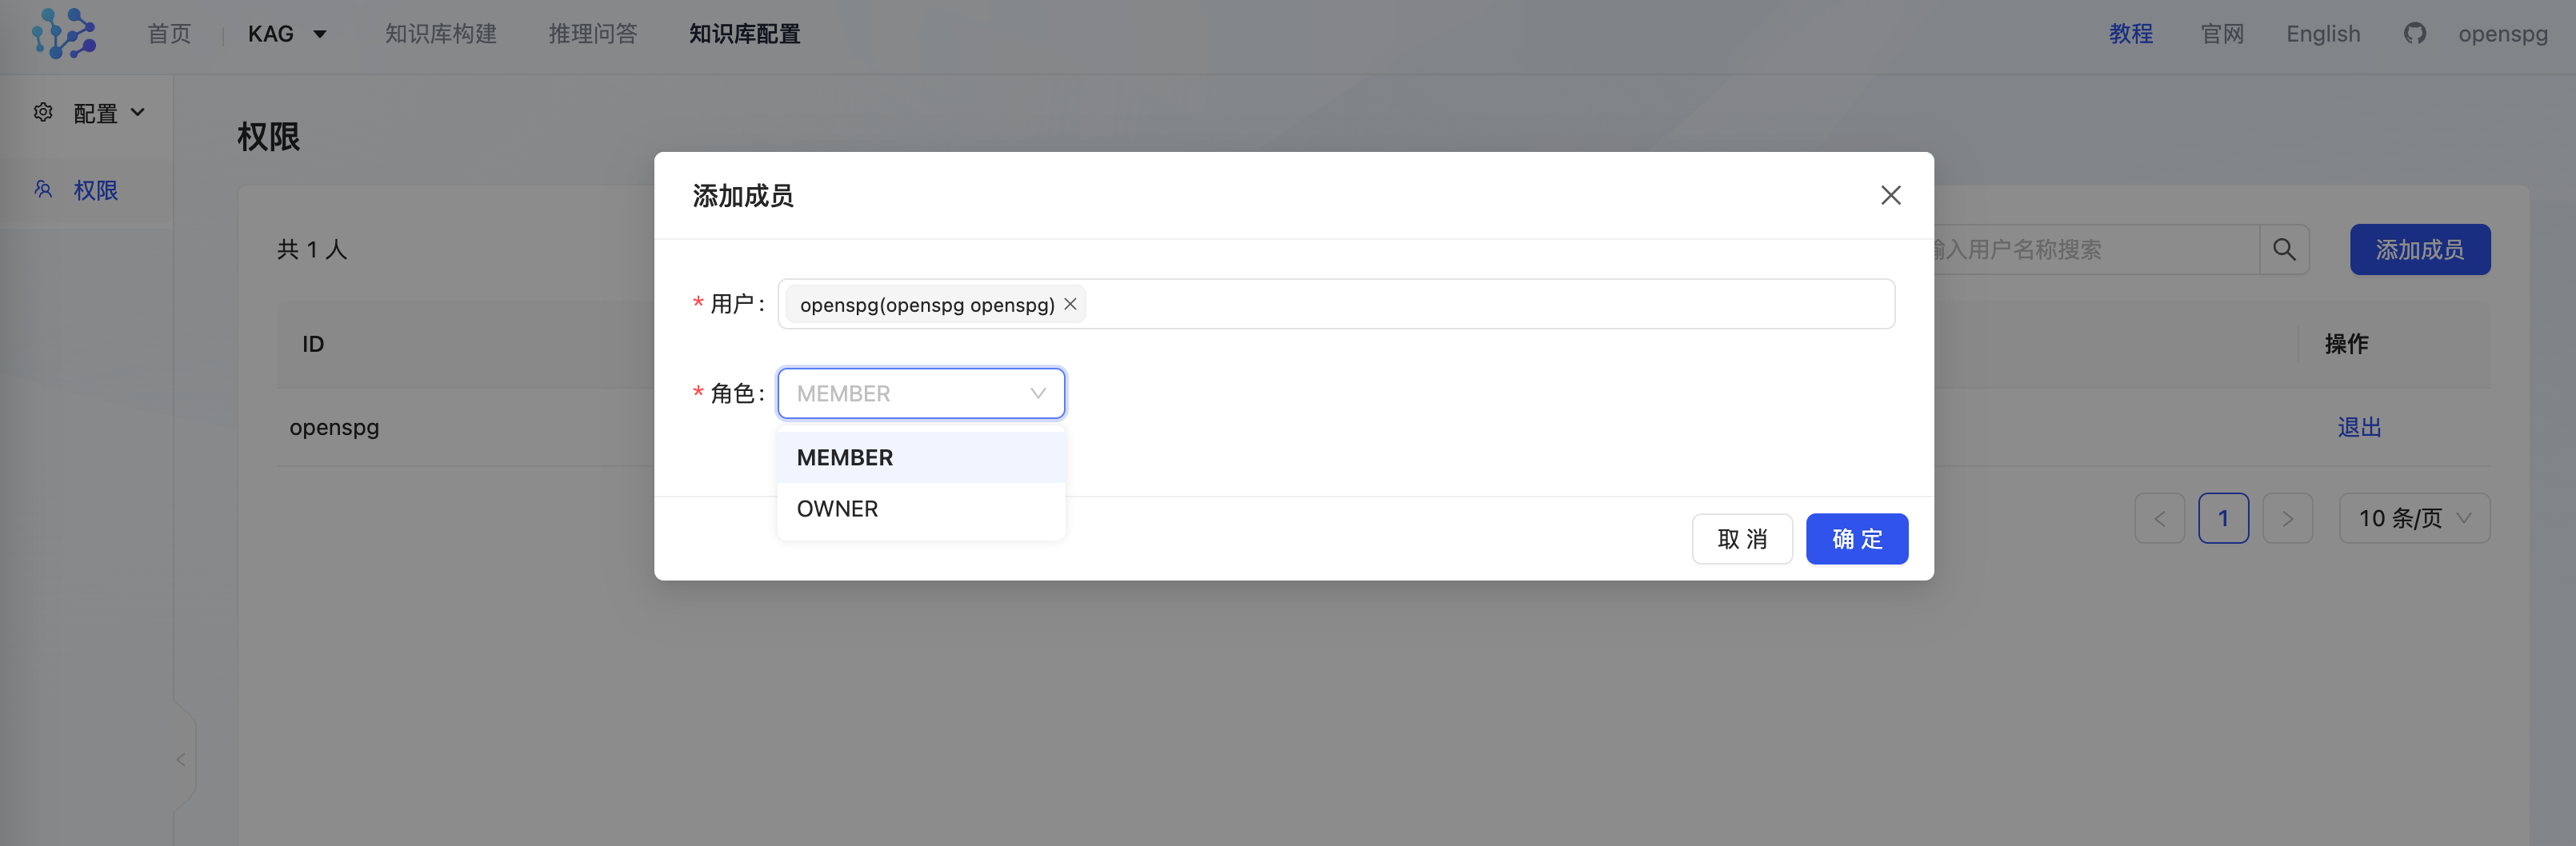 首页 KAG 知识库构建 推理问答 知识库配置 教程 官网 English openspg
配置
权限
权限
共 1 人
输入用户名称搜索
添加成员
ID
操作
openspg
退出
1
10 条/页
添加成员
* 用户:
openspg(openspg openspg)
* 角色:
MEMBER
MEMBER
OWNER
取 消
确 定